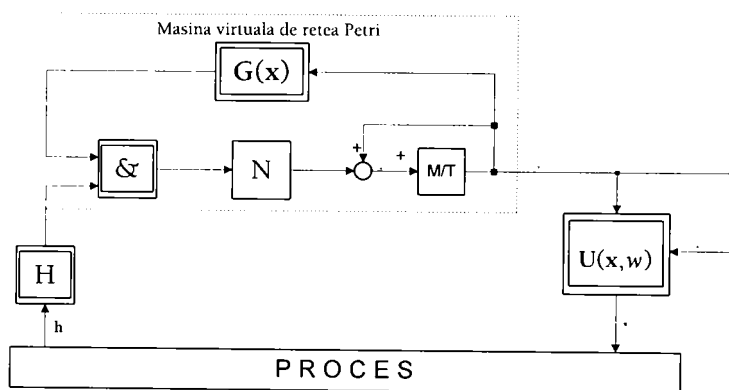 Masina virtuala de retea Petri
G(x)
+
+
&
N
M/T
U(x,w)
H
h
PROCES